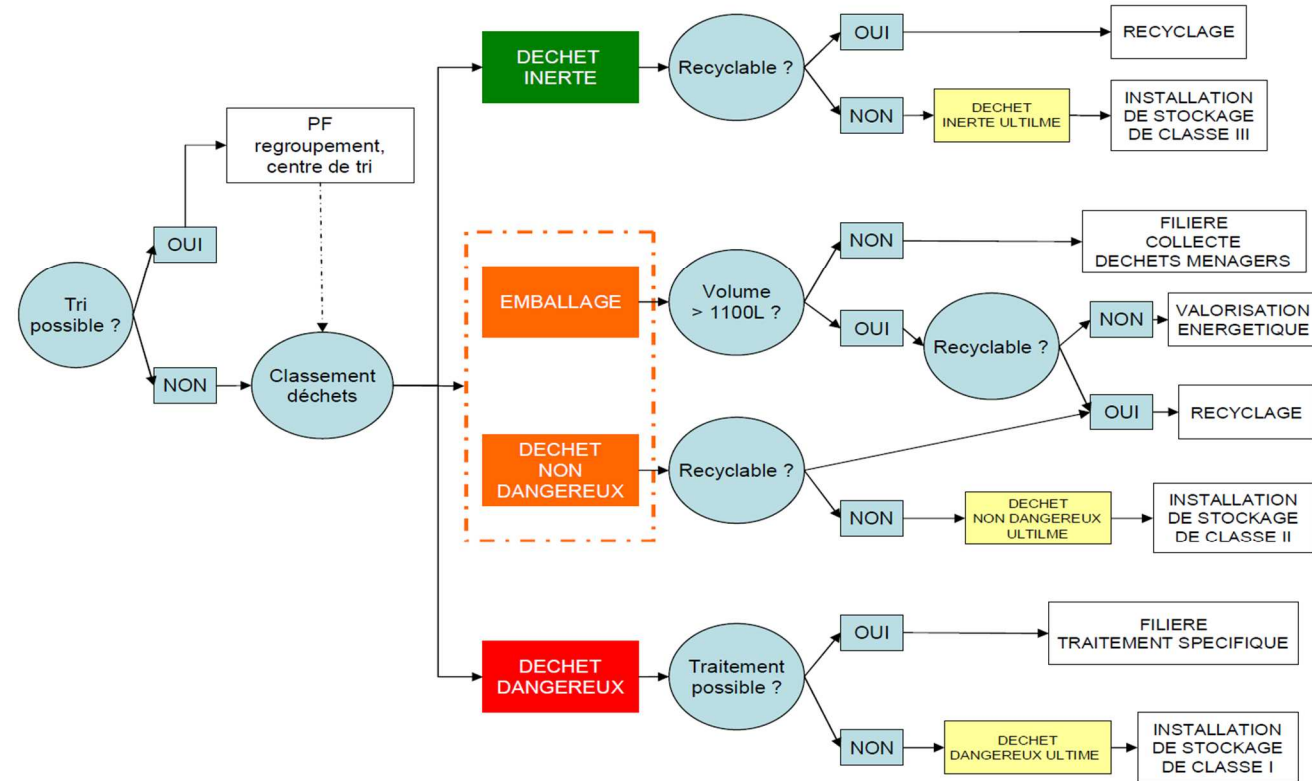 Tri
possible ?
OUI
NON
PF
regroupement,
centre de tri
Classement
déchets
DECHET
INERTE
Recyclable ?
OUI
RECYCLAGE
NON
DECHET
INERTE ULTILME
INSTALLATION
DE STOCKAGE
DE CLASSE III
EMBALLAGE
Volume
> 1100L ?
NON
FILIERE
COLLECTE
DECHETS MENAGERS
OUI
Recyclable ?
NON
VALORISATION
ENERGETIQUE
OUI
RECYCLAGE
DECHET
NON
DANGEREUX
Recyclable ?
NON
DECHET
NON DANGEREUX
ULTILME
INSTALLATION
DE STOCKAGE
DE CLASSE II
DECHET
DANGEREUX
Traitement
possible ?
OUI
FILIERE
TRAITEMENT SPECIFIQUE
NON
DECHET
DANGEREUX ULTIME
INSTALLATION
DE STOCKAGE
DE CLASSE I